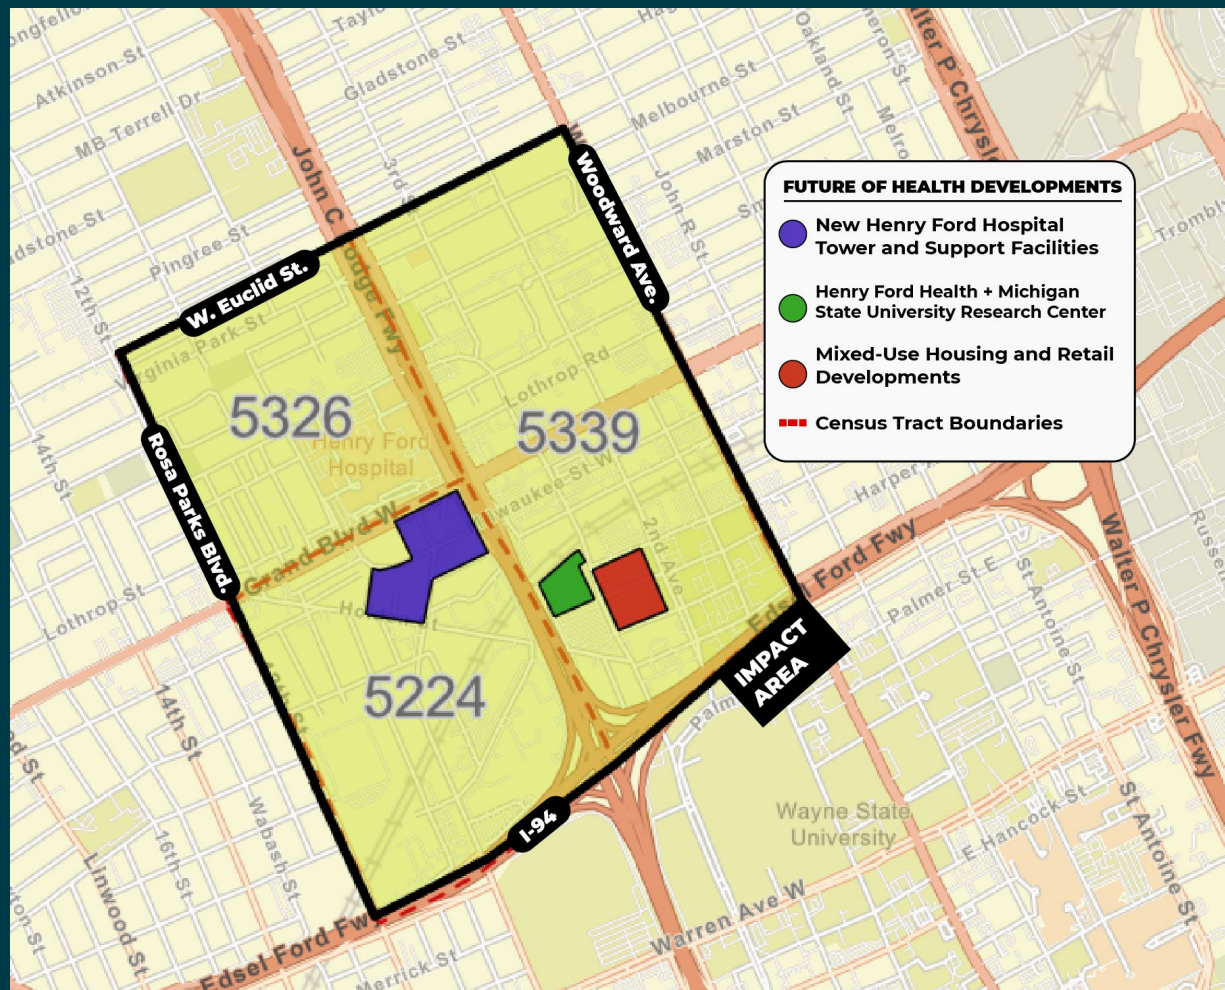 Atkinson St
MB Terrell Dr
Gladstone St
Melbourne St
Marston St
Oakland St
John R St
3rd St
12th St
Pingree St
John C
odge Fwy
W. Euclid St.
Virginia Park St
Woodward Ave.
Rosa Parks Blvd.
14th St
Lothrop St
Lothrop Rd
5326
Henry Ford
Hospital
5339
Grand Blvd W
waukee St W
2nd Ave
5224
IMPACT
AREA
I-94
FUTURE OF HEALTH DEVELOPMENTS
New Henry Ford Hospital
Tower and Support Facilities
Henry Ford Health + Michigan
State University Research Center
Mixed-Use Housing and Retail
Developments
Census Tract Boundaries
Edsel Ford Fwy
Palmer St E
St Antoine St
Walter P Chrysler Fwy
14th St
Wabash St
16th St
Linwood St
Edsel Ford Fwy
Merrick St
Warren Ave W
Wayne State
University
E Hancock St
St Antoine St